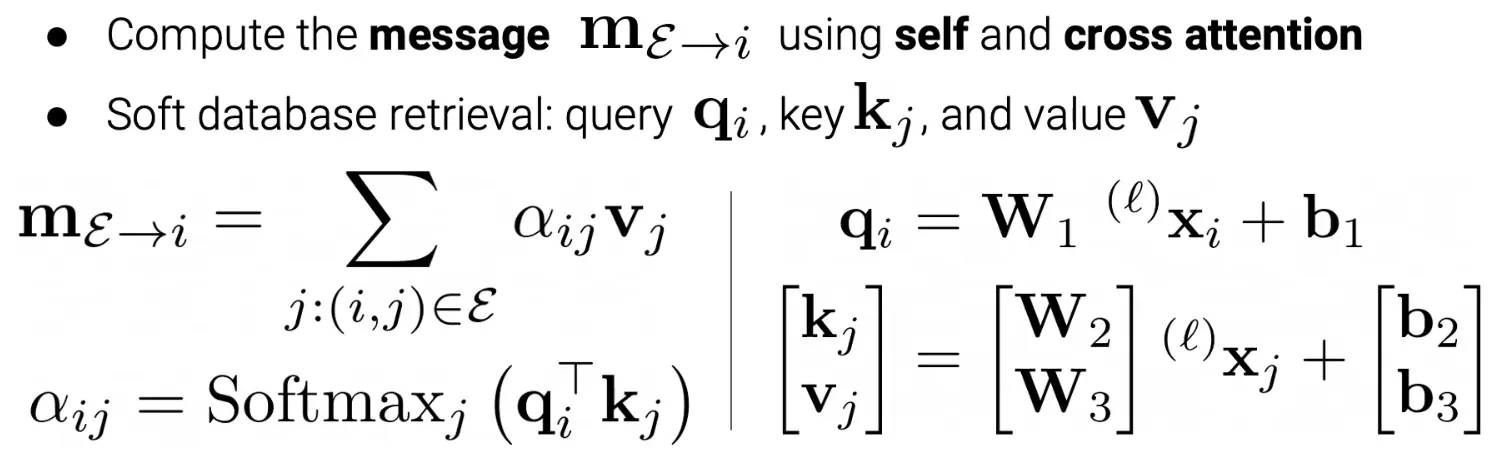 • Compute the message m_{ℰ→i} using self and cross attention
• Soft database retrieval: query q_i, key k_j, and value v_j
m_{ℰ→i} = ∑_{j:(i,j)∈ℰ} α_{ij} v_j
α_{ij} = Softmax_j (q_i^⊤ k_j)
q_i = W_1 ^{(ℓ)}x_i + b_1
[k_j; v_j] = [W_2; W_3] ^{(ℓ)}x_j + [b_2; b_3]